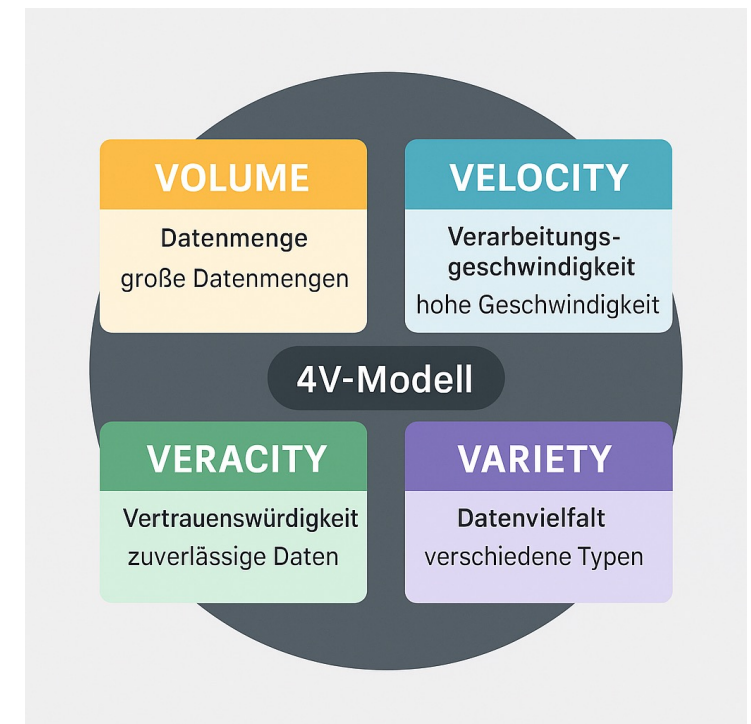 VOLUME
Datenmenge
große Datenmengen
VELOCITY
Verarbeitungs-
geschwindigkeit
hohe Geschwindigkeit
4V-Modell
VERACITY
Vertrauenswürdigkeit
zuverlässige Daten
VARIETY
Datenvielfalt
verschiedene Typen